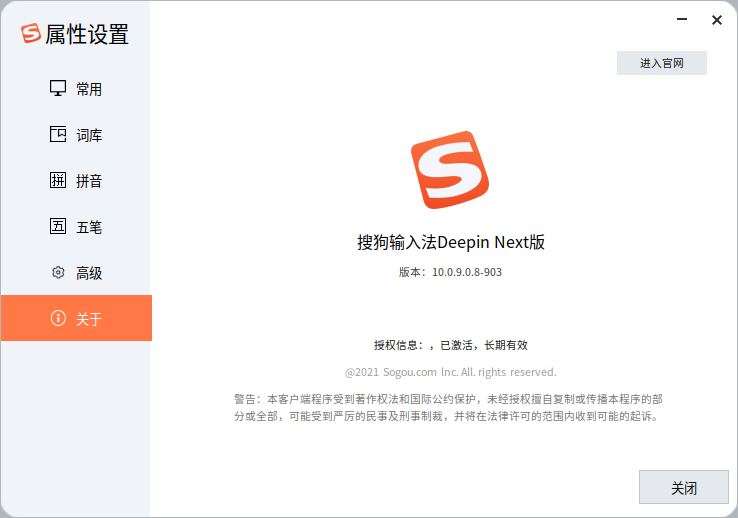 属性设置
常用
词库
拼音
五笔
高级
关于
进入官网
搜狗输入法Deepin Next版
版本：10.0.9.0.8-903
授权信息：，已激活，长期有效
@2021 Sogou.com Inc. All. rights reserved.
警告：本客户端程序受到著作权法和国际公约保护，未经授权擅自复制或传播本程序的部
分或全部，可能受到严厉的民事及刑事制裁，并将在法律许可的范围内收到可能的起诉。
关闭